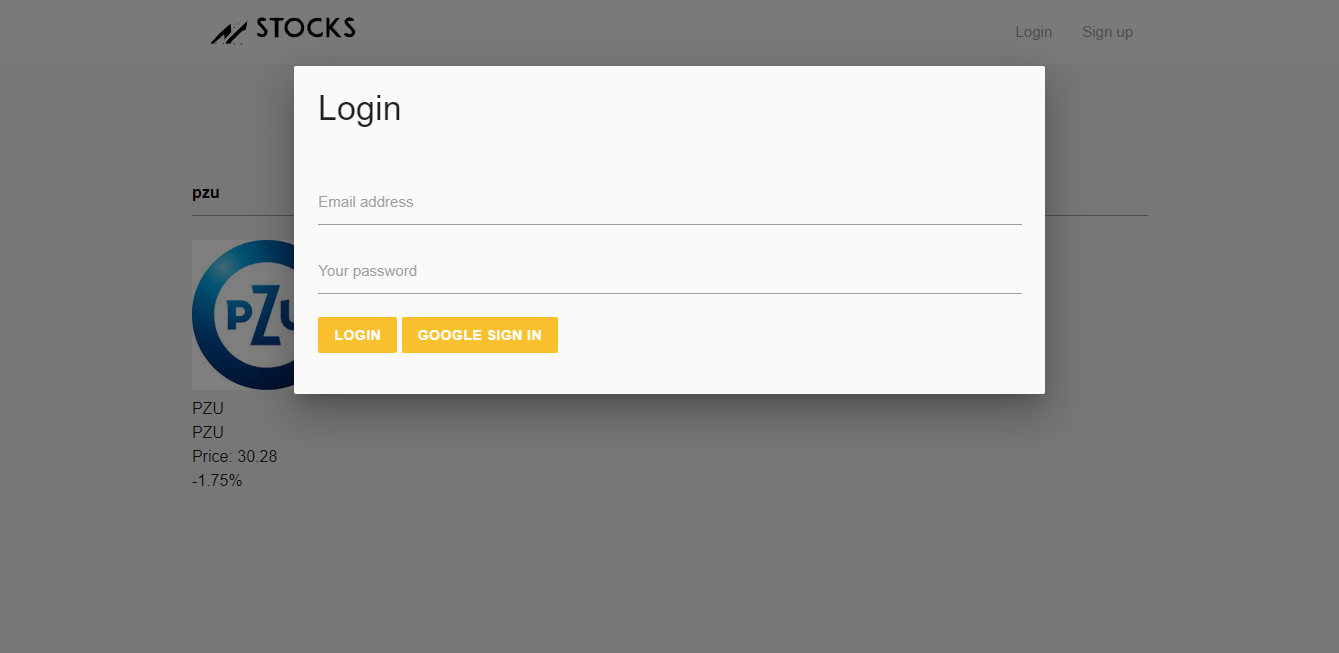 STOCKS
Login Sign up
Login
pzu
Email address
Your password
LOGIN GOOGLE SIGN IN
PZU
PZU
PZU
Price: 30.28
-1.75%